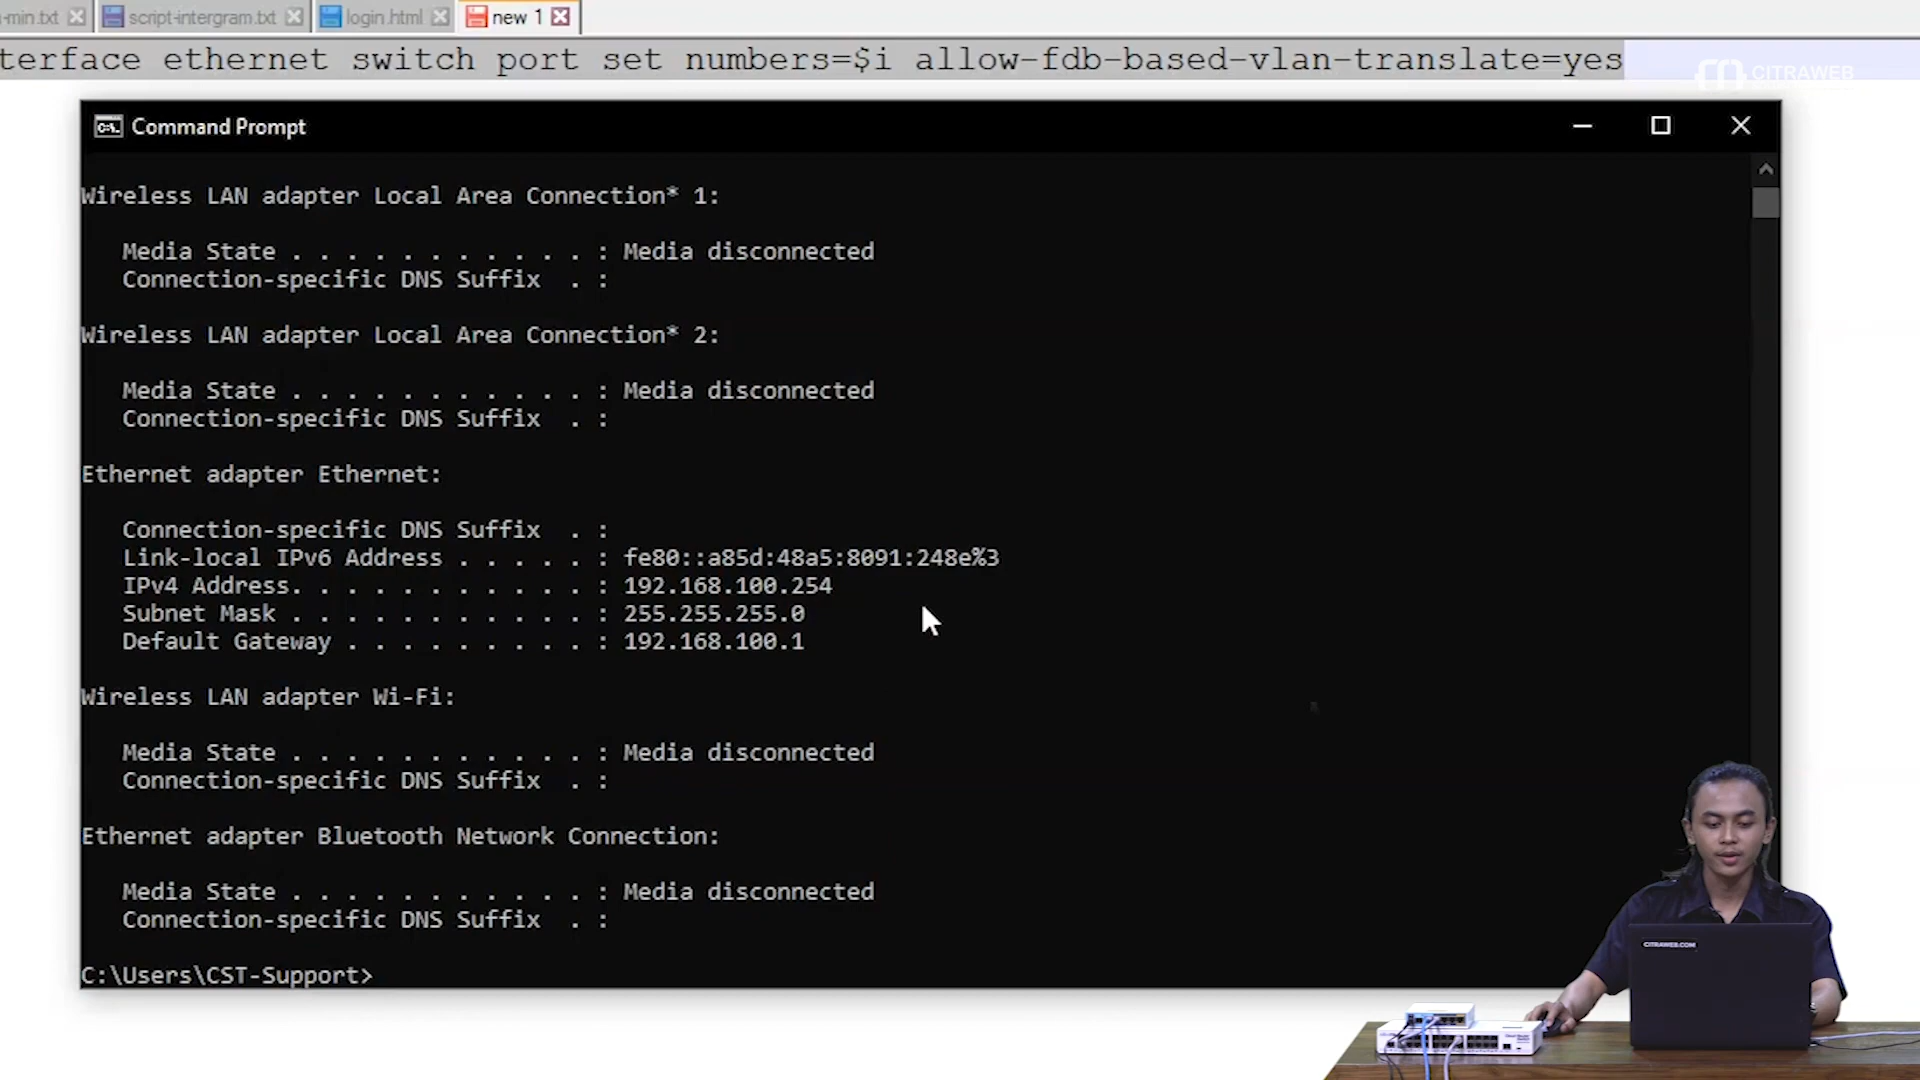 -min.txt
script-intergram.txt
login.html
new 1
terface ethernet switch port set numbers=$i allow-fdb-based-vlan-translate=yes
CITRAWEB
Command Prompt
Wireless LAN adapter Local Area Connection* 1:
Media State . . . . . . . . . . . : Media disconnected
Connection-specific DNS Suffix . :
Wireless LAN adapter Local Area Connection* 2:
Media State . . . . . . . . . . . : Media disconnected
Connection-specific DNS Suffix . :
Ethernet adapter Ethernet:
Connection-specific DNS Suffix . :
Link-local IPv6 Address . . . . . : fe80::a85d:48a5:8091:248e%3
IPv4 Address. . . . . . . . . . . : 192.168.100.254
Subnet Mask . . . . . . . . . . . : 255.255.255.0
Default Gateway . . . . . . . . . : 192.168.100.1
Wireless LAN adapter Wi-Fi:
Media State . . . . . . . . . . . : Media disconnected
Connection-specific DNS Suffix . :
Ethernet adapter Bluetooth Network Connection:
Media State . . . . . . . . . . . : Media disconnected
Connection-specific DNS Suffix . :
C:\Users\CST-Support>
CITRAWEB.COM